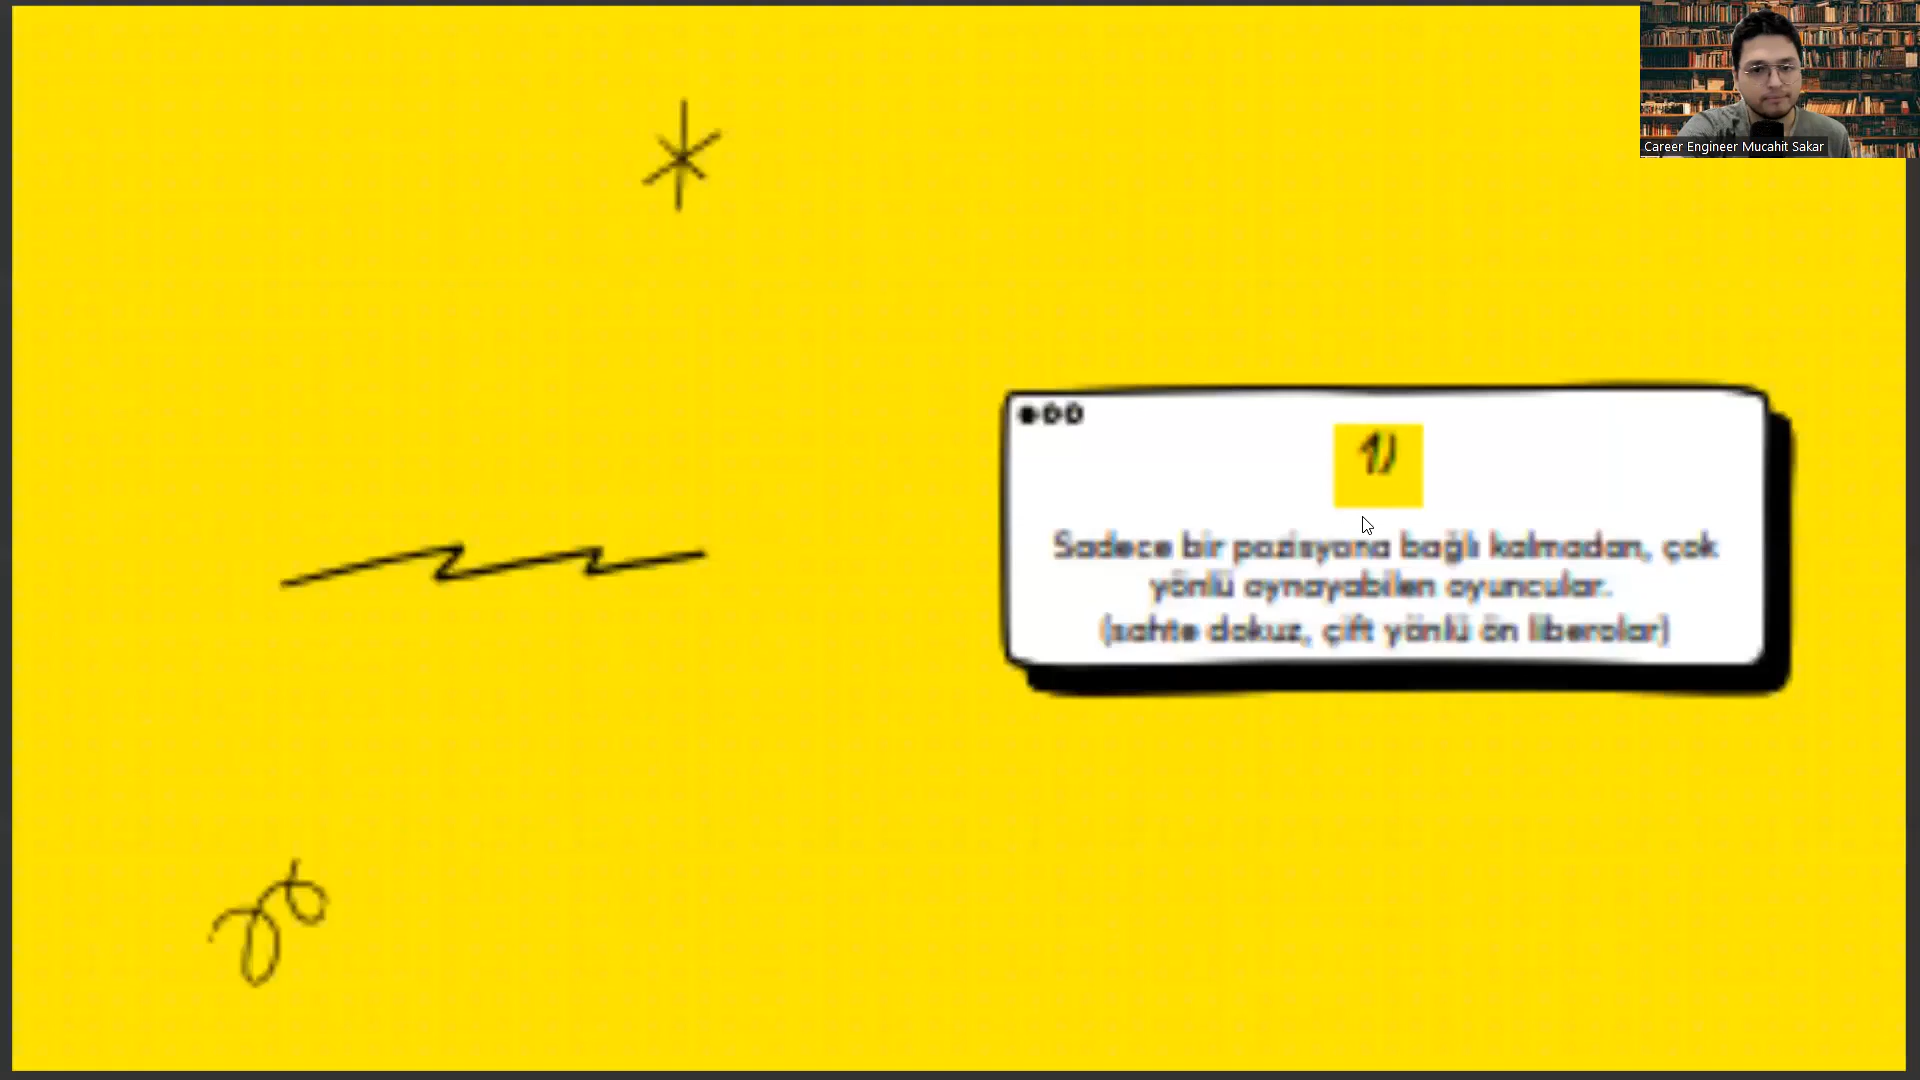 Career Engineer Mucahit Sakar
1)
Sadece bir pozisyona bağlı kalmadan, çok
yönlü oynayabilen oyuncular.
(sahte dokuz, çift yönlü ön liberolar)